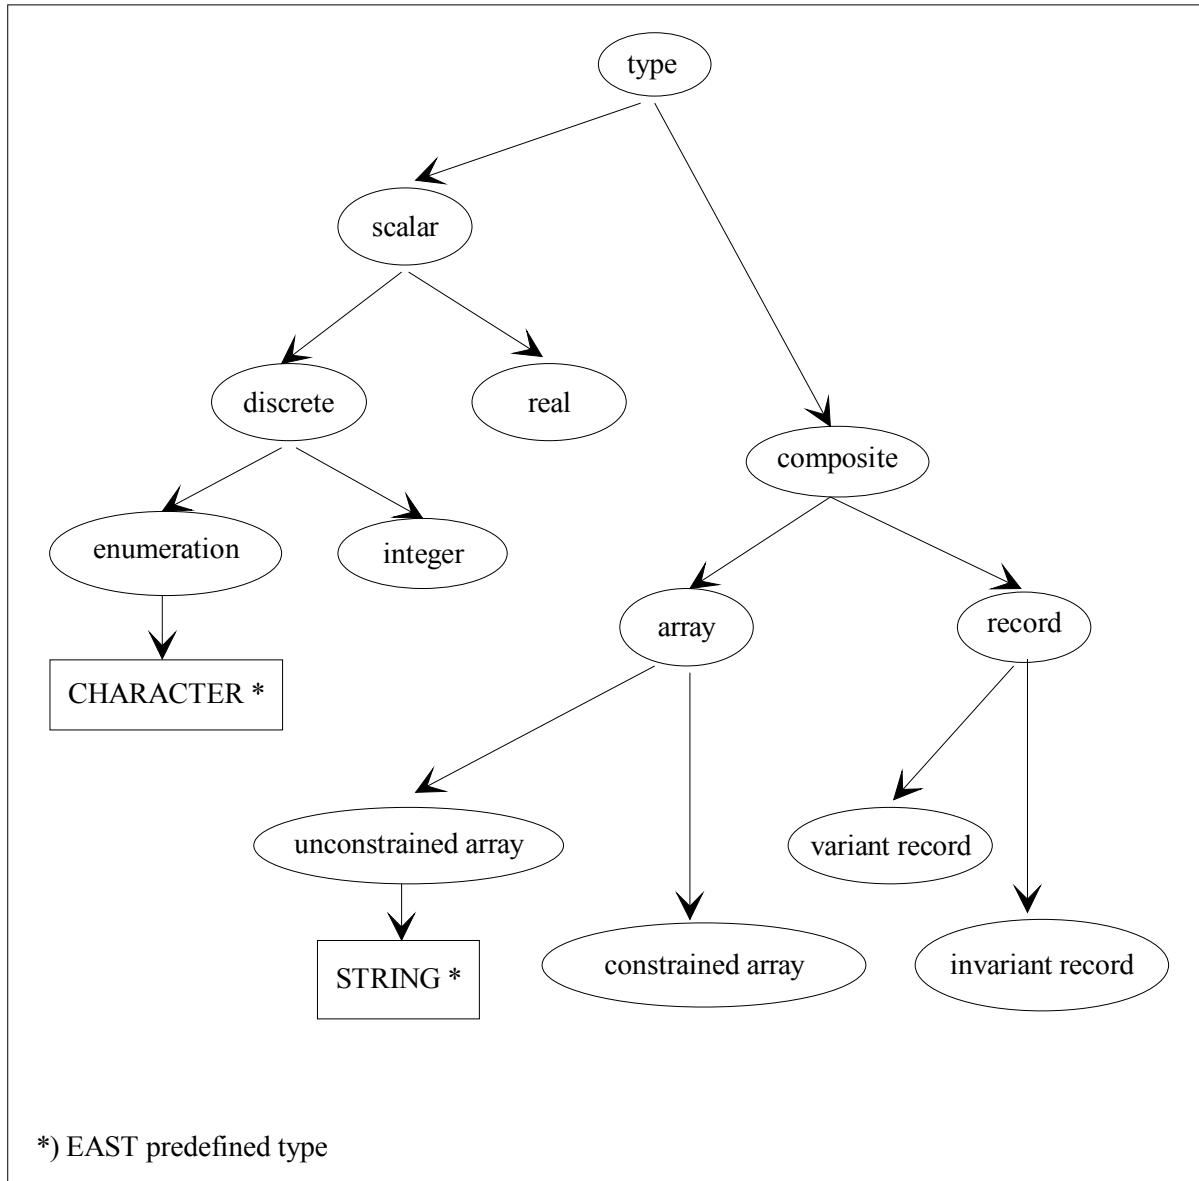 type
scalar
discrete
real
composite
enumeration
integer
array
record
CHARACTER *
unconstrained array
variant record
STRING *
constrained array
invariant record
*) EAST predefined type